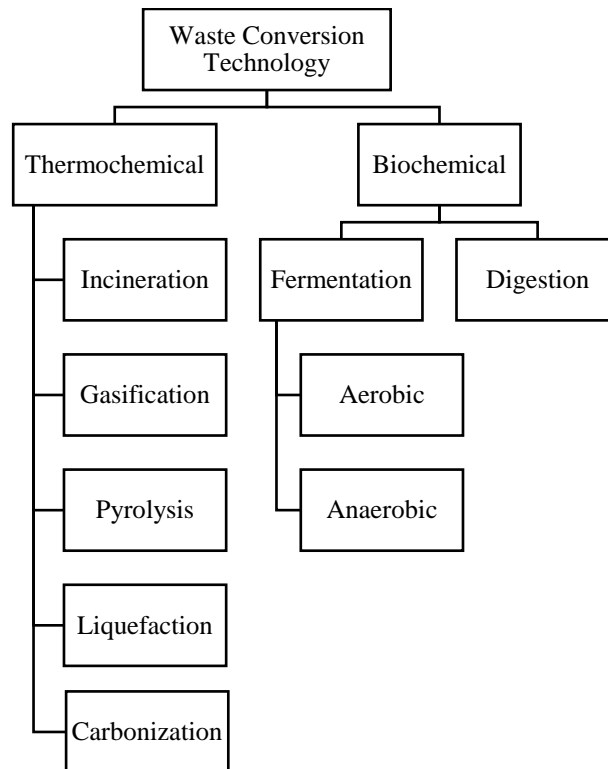 Waste Conversion
Technology
Thermochemical
Biochemical
Incineration
Fermentation
Digestion
Gasification
Aerobic
Pyrolysis
Anaerobic
Liquefaction
Carbonization